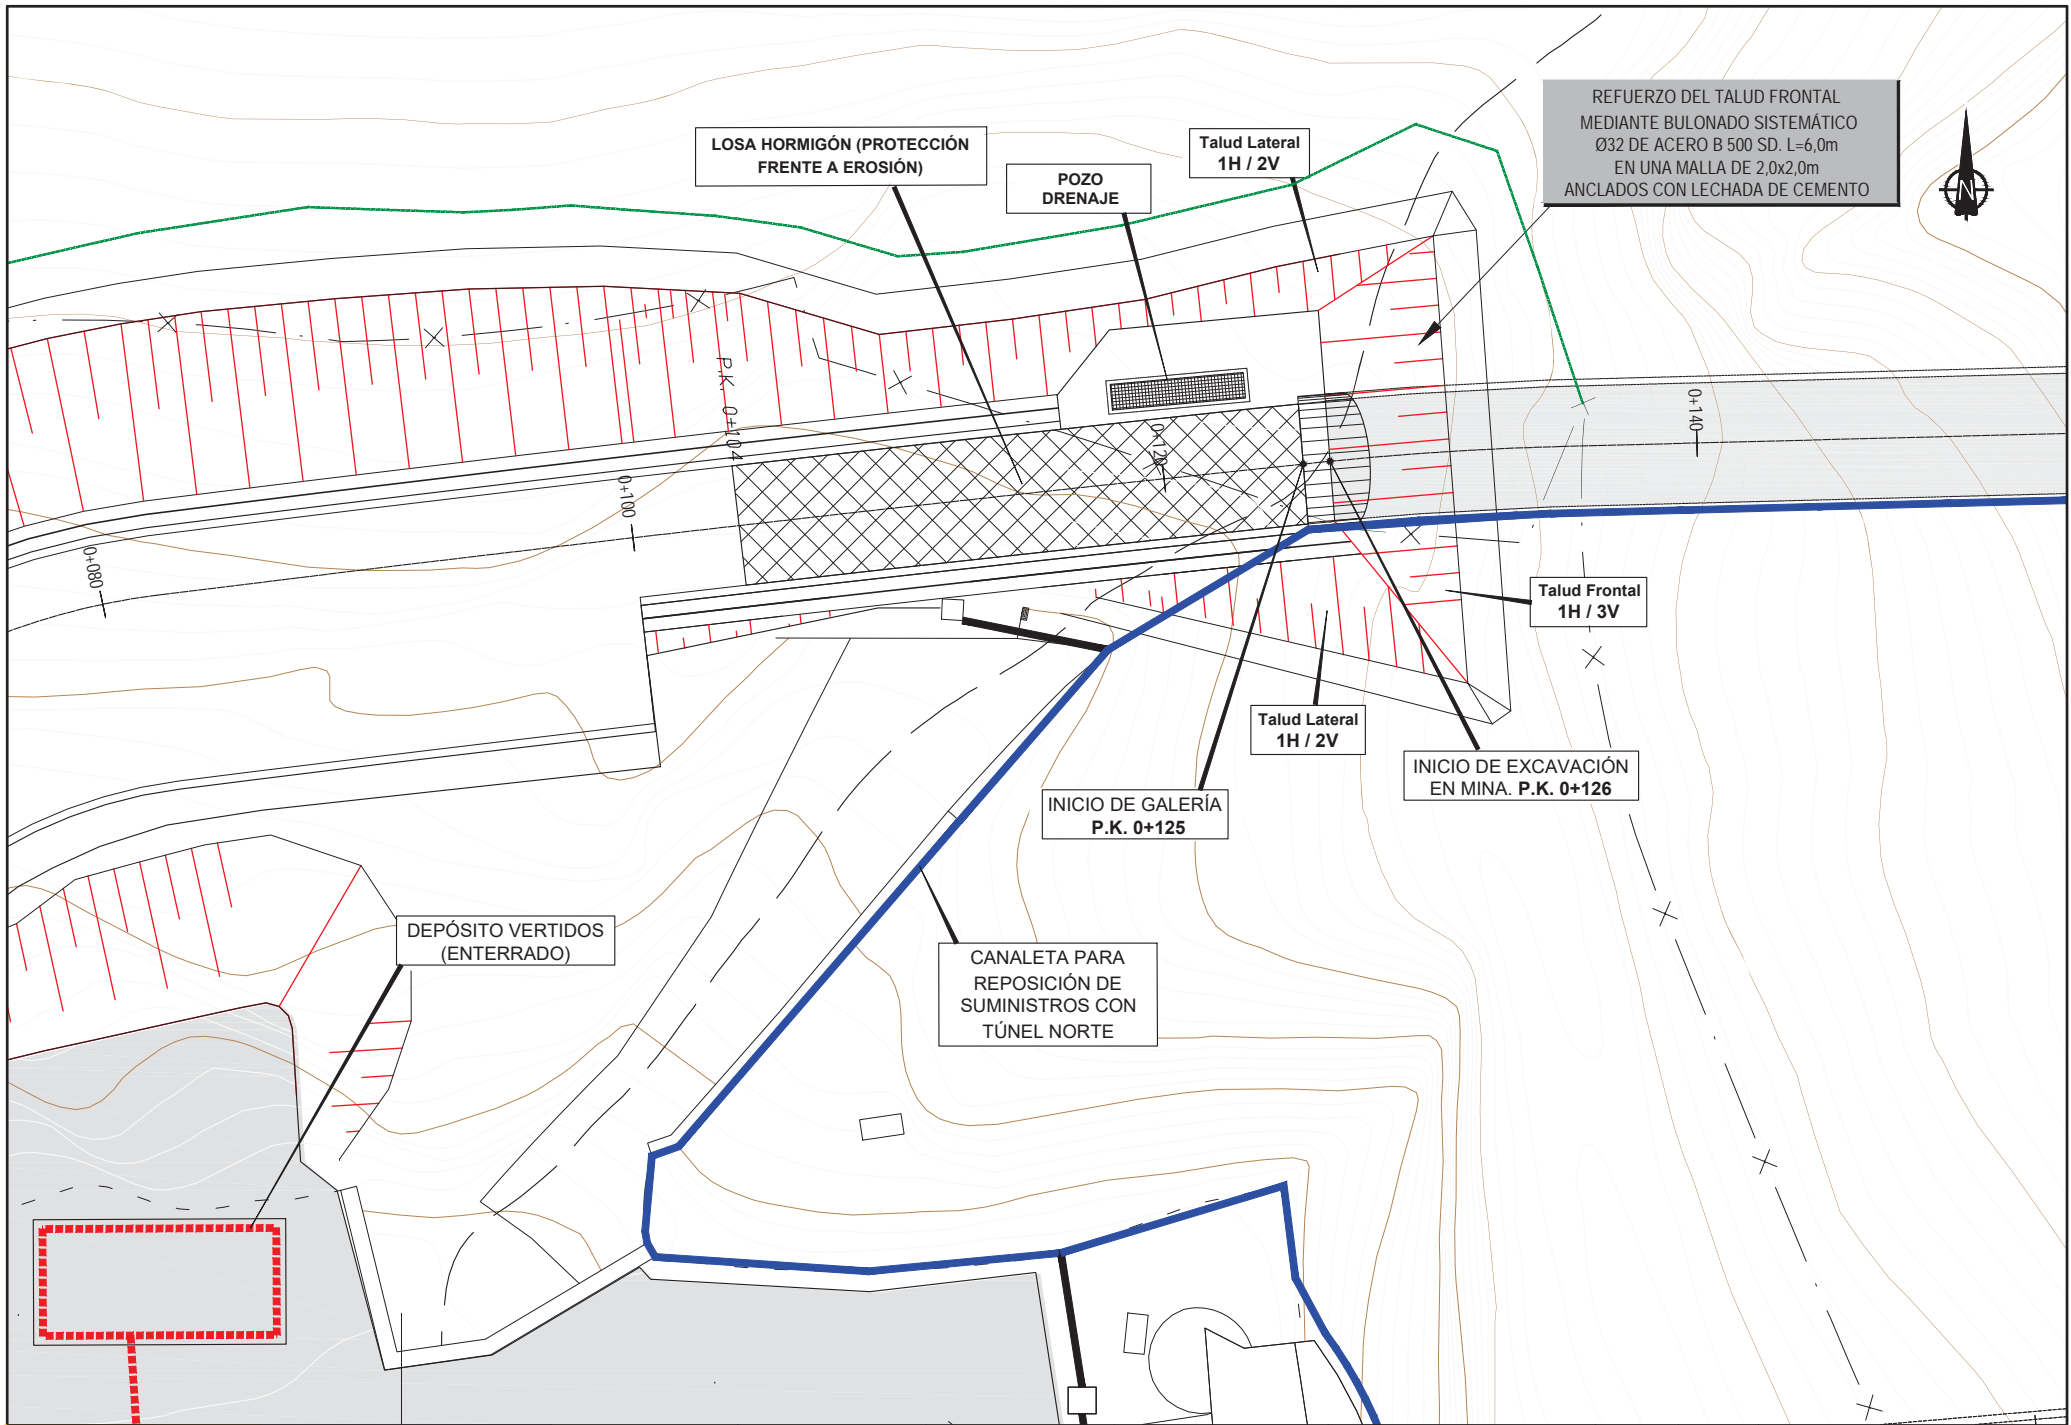 REFUERZO DEL TALUD FRONTAL
MEDIANTE BULONADO SISTEMÁTICO
Ø32 DE ACERO B 500 SD. L=6,0m
EN UNA MALLA DE 2,0x2,0m
ANCLADOS CON LECHADA DE CEMENTO
N
LOSA HORMIGÓN (PROTECCIÓN
FRENTE A EROSIÓN)
POZO
DRENAJE
Talud Lateral
1H / 2V
P.K. 0+104
0+080
0+100
0+120
0+140
Talud Frontal
1H / 3V
Talud Lateral
1H / 2V
INICIO DE EXCAVACIÓN
EN MINA. P.K. 0+126
INICIO DE GALERÍA
P.K. 0+125
DEPÓSITO VERTIDOS
(ENTERRADO)
CANALETA PARA
REPOSICIÓN DE
SUMINISTROS CON
TÚNEL NORTE